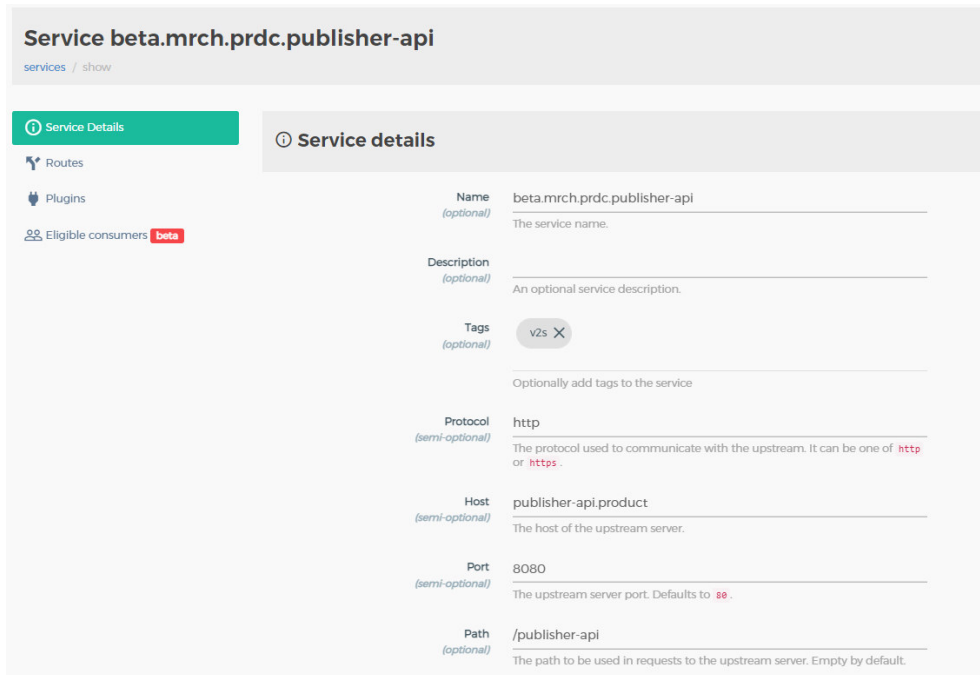 Service beta.mrch.prdc.publisher-api
services / show
Service Details
Routes
Plugins
Eligible consumers beta
Service details
Name
(optional)
beta.mrch.prdc.publisher-api
The service name.
Description
(optional)
An optional service description.
Tags
(optional)
v2s
Optionally add tags to the service
Protocol
(semi-optional)
http
The protocol used to communicate with the upstream. It can be one of http
or https .
Host
(semi-optional)
publisher-api.product
The host of the upstream server.
Port
(semi-optional)
8080
The upstream server port. Defaults to 80 .
Path
(optional)
/publisher-api
The path to be used in requests to the upstream server. Empty by default.